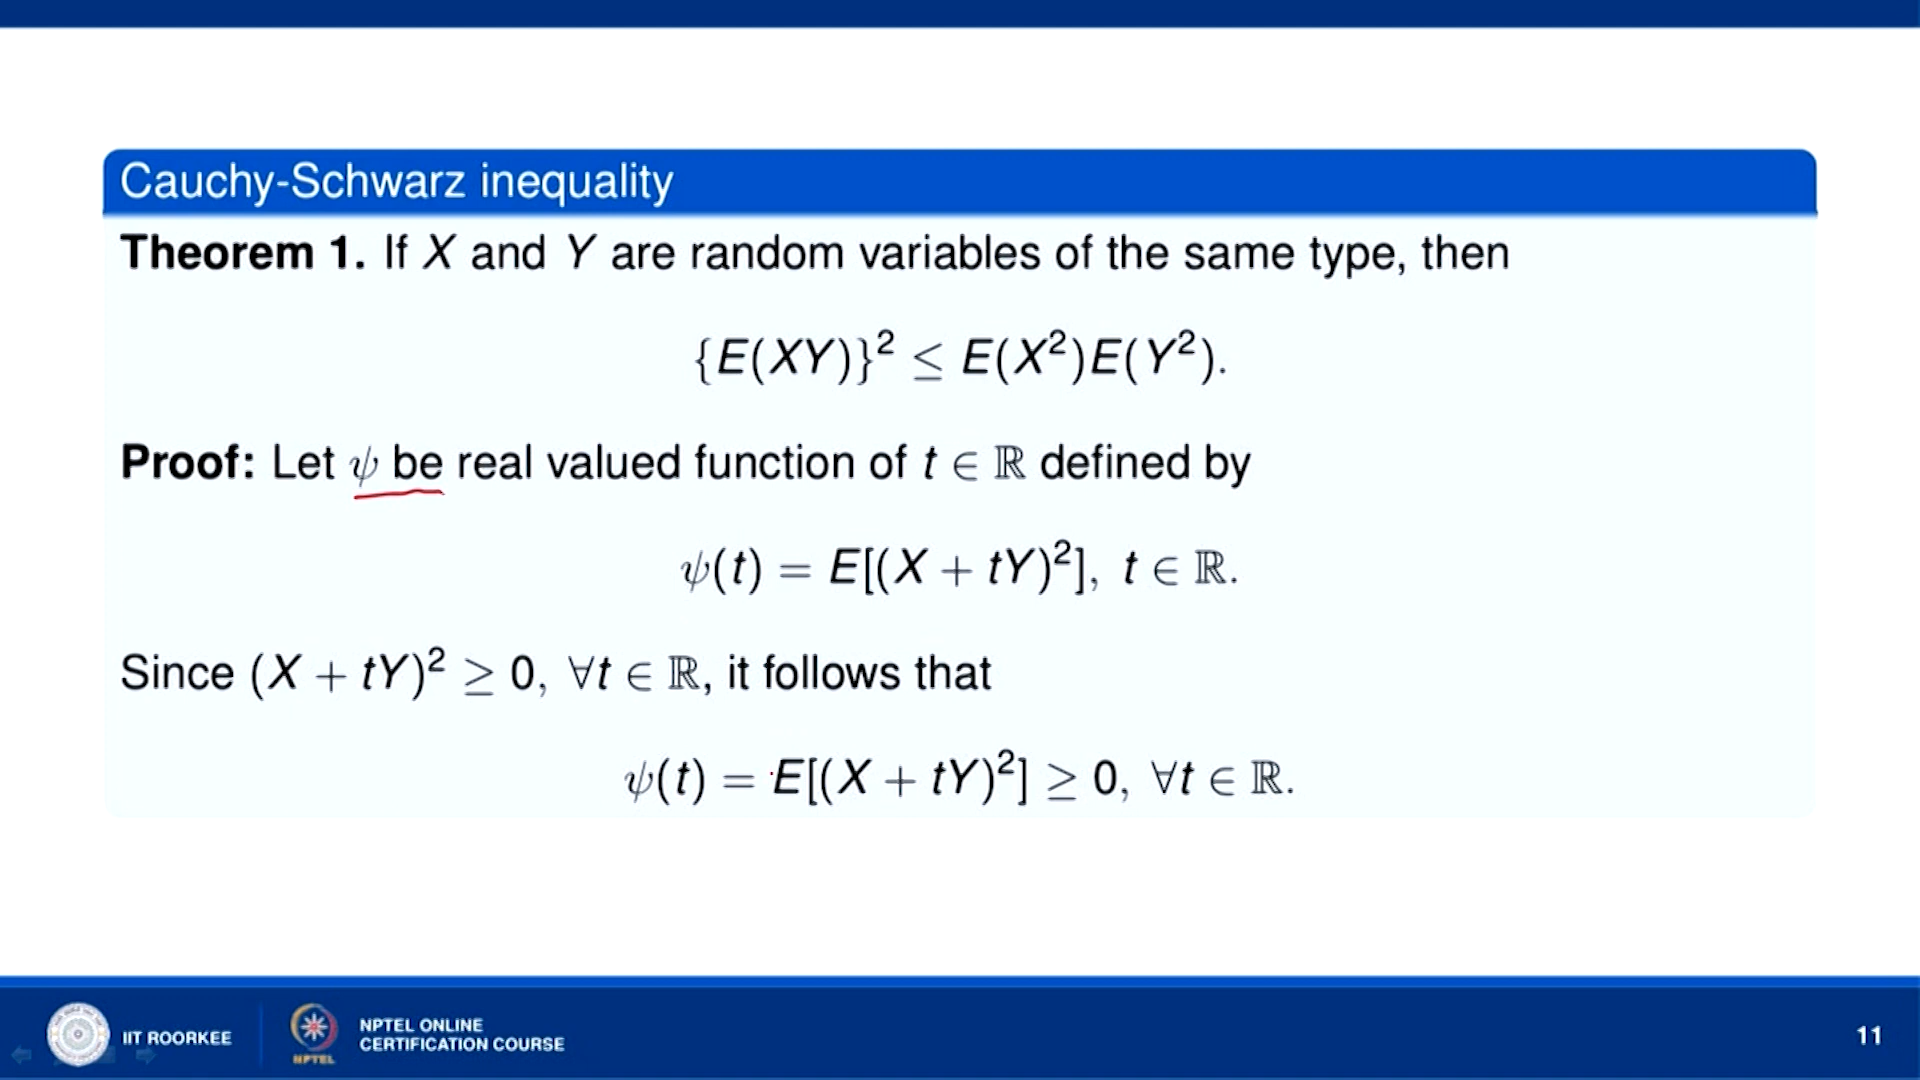 Cauchy-Schwarz inequality
Theorem 1. If X and Y are random variables of the same type, then
{E(XY)}² ≤ E(X²)E(Y²).
Proof: Let ψ be real valued function of t ∈ ℝ defined by
ψ(t) = E[(X + tY)²], t ∈ ℝ.
Since (X + tY)² ≥ 0, ∀t ∈ ℝ, it follows that
ψ(t) = E[(X + tY)²] ≥ 0, ∀t ∈ ℝ.
IIT ROORKEE
NPTEL
NPTEL ONLINE
CERTIFICATION COURSE
11